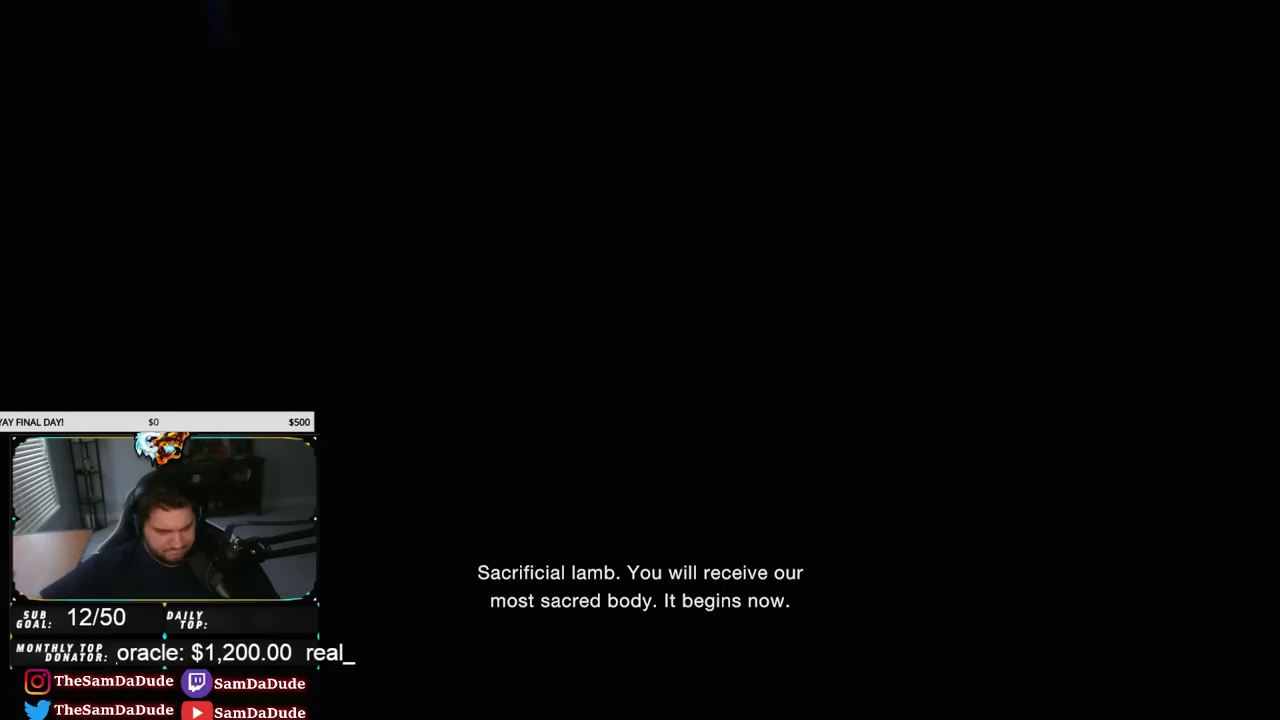 YAY FINAL DAY! $0 $500
Sacrificial lamb. You will receive our
most sacred body. It begins now.
SUB GOAL: 12/50 DAILY TOP:
MONTHLY TOP DONATOR: oracle: $1,200.00 real_
TheSamDaDude SamDaDude
TheSamDaDude SamDaDude